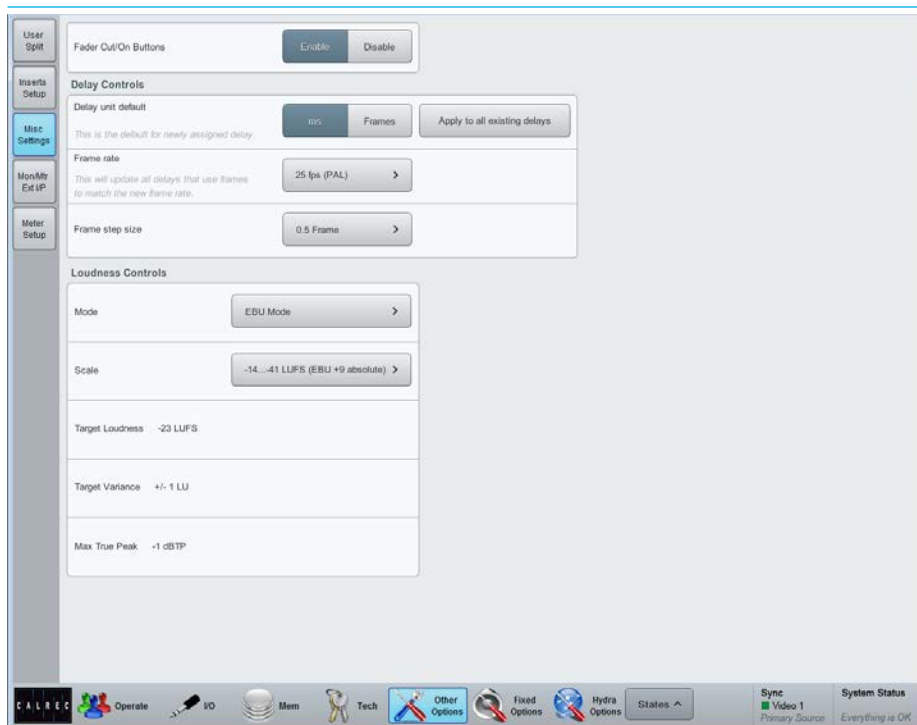 User
Split
Inserts
Setup
Misc
Settings
Mon/Mtr
Ext I/P
Meter
Setup
Fader Cut/On Buttons
Enable
Disable
Delay Controls
Delay unit default
This is the default for newly assigned delay.
ms
Frames
Apply to all existing delays
Frame rate
This will update all delays that use frames
to match the new frame rate.
25 fps (PAL)
Frame step size
0.5 Frame
Loudness Controls
Mode
EBU Mode
Scale
-14...-41 LUFS (EBU +9 absolute)
Target Loudness -23 LUFS
Target Variance +/- 1 LU
Max True Peak -1 dBTP
CALREC
Operate
I/O
Mem
Tech
Other
Options
Fixed
Options
Hydra
Options
States
Sync
Video 1
Primary Source
System Status
Everything is OK